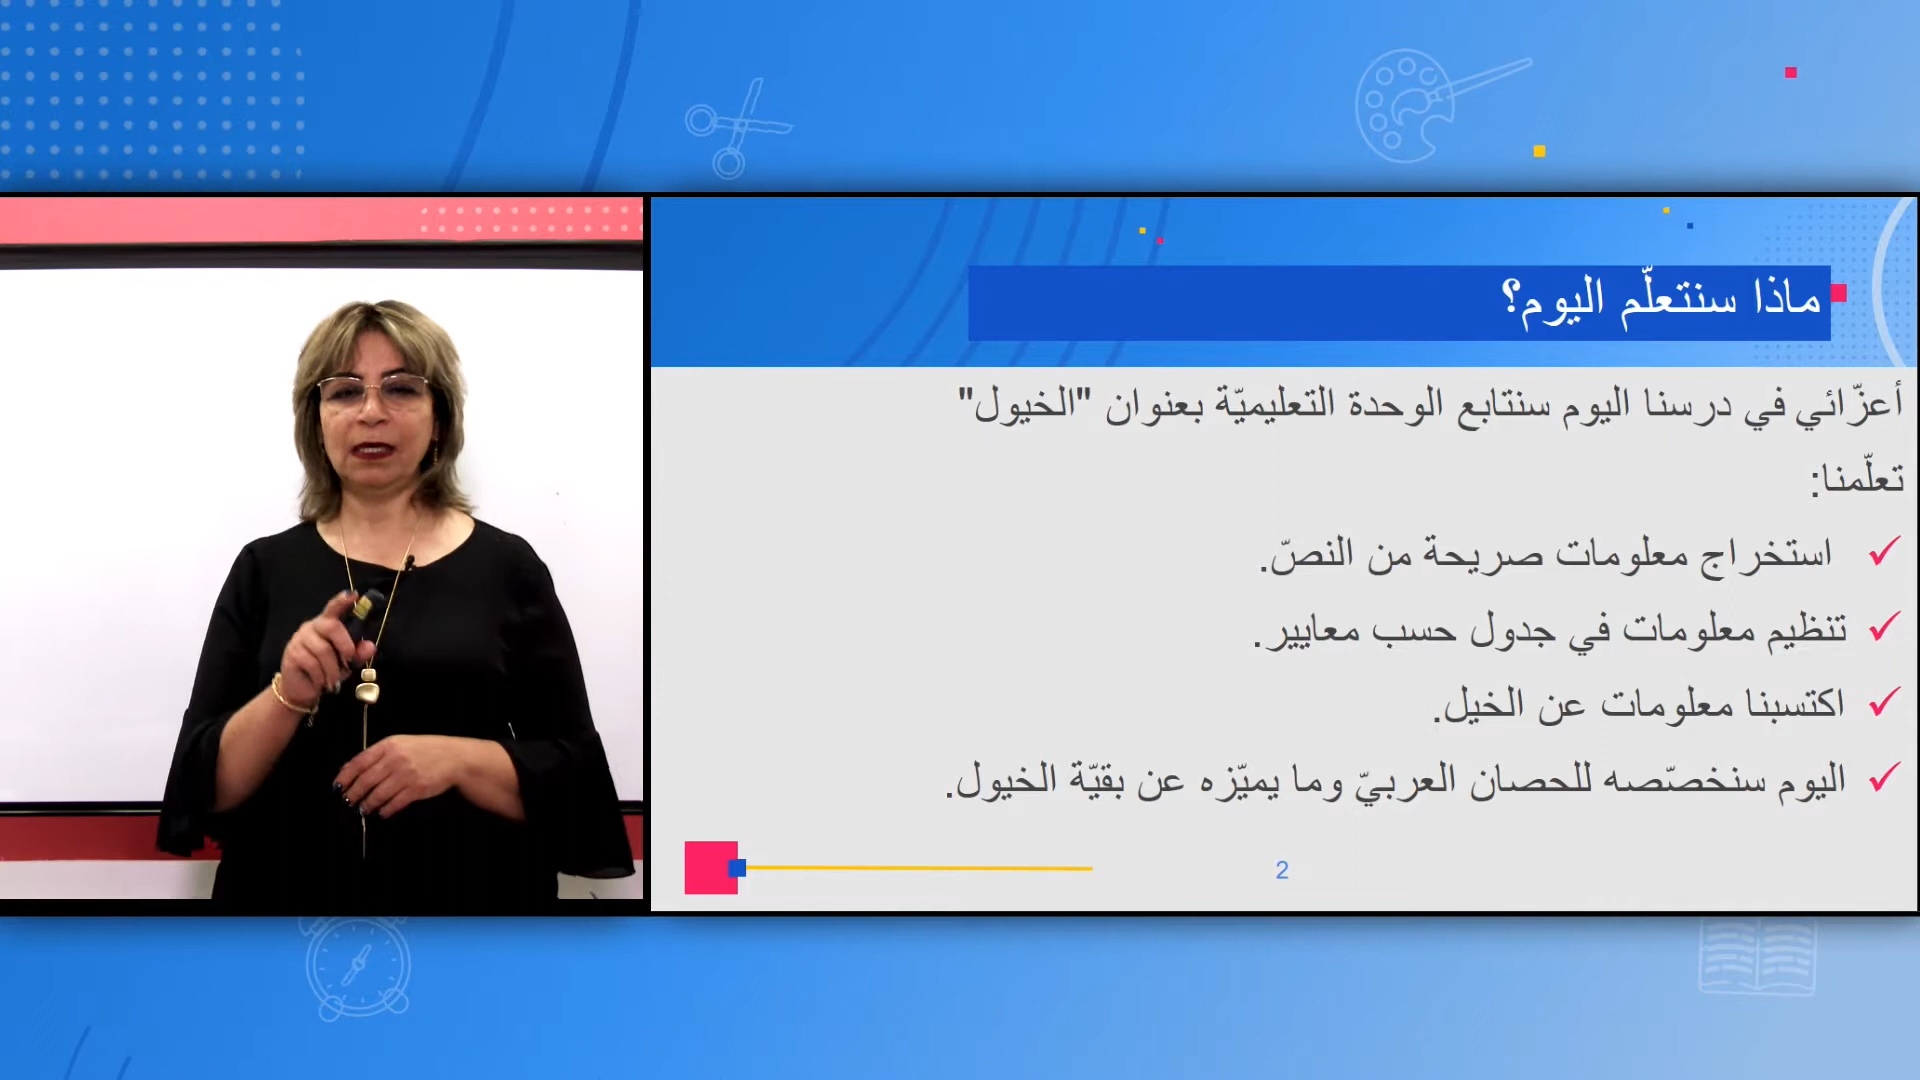 ماذا سنتعلّم اليوم؟
أعزّائي في درسنا اليوم سنتابع الوحدة التعليميّة بعنوان "الخيول"
تعلّمنا:
✓ استخراج معلومات صريحة من النصّ.
✓ تنظيم معلومات في جدول حسب معايير.
✓ اكتسبنا معلومات عن الخيل.
✓ اليوم سنخصّصه للحصان العربيّ وما يميّزه عن بقيّة الخيول.
2